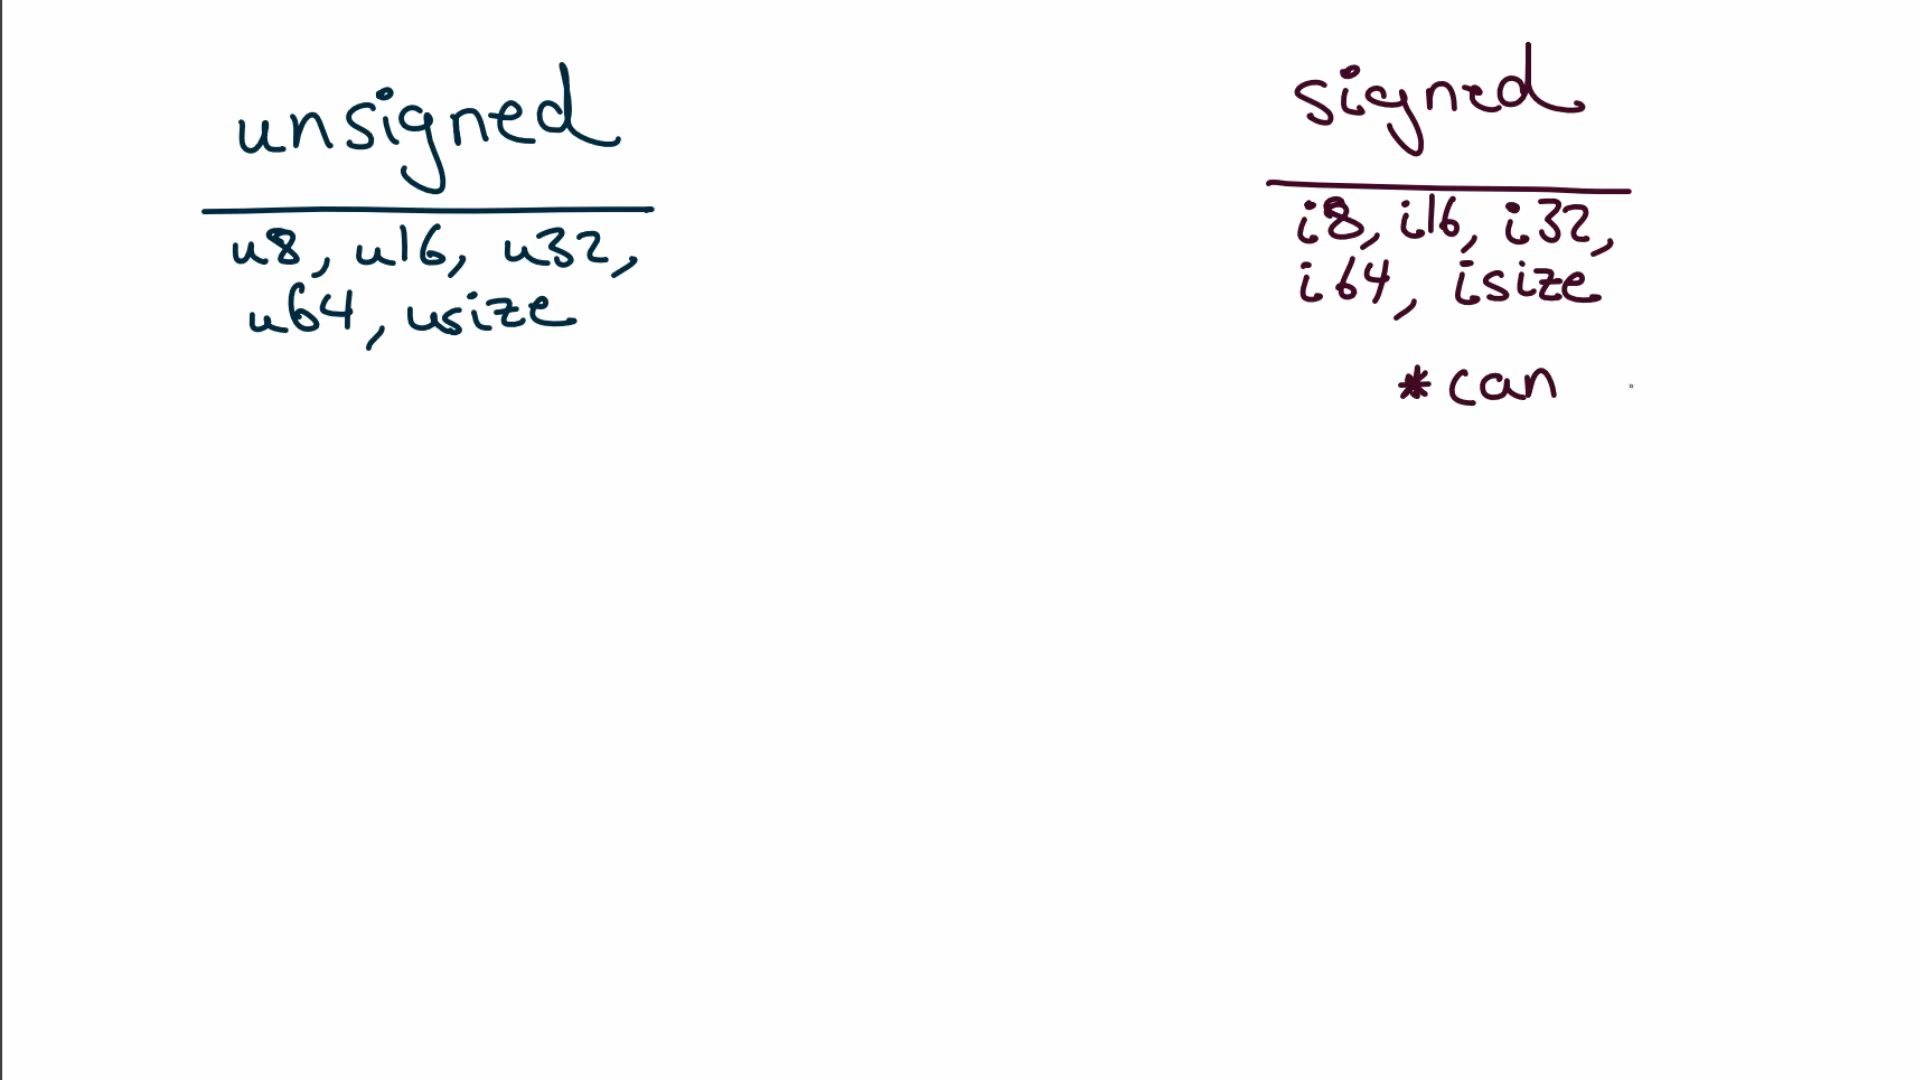 unsigned
u8, u16, u32,
u64, usize
signed
i8, i16, i32,
i64, isize
*can